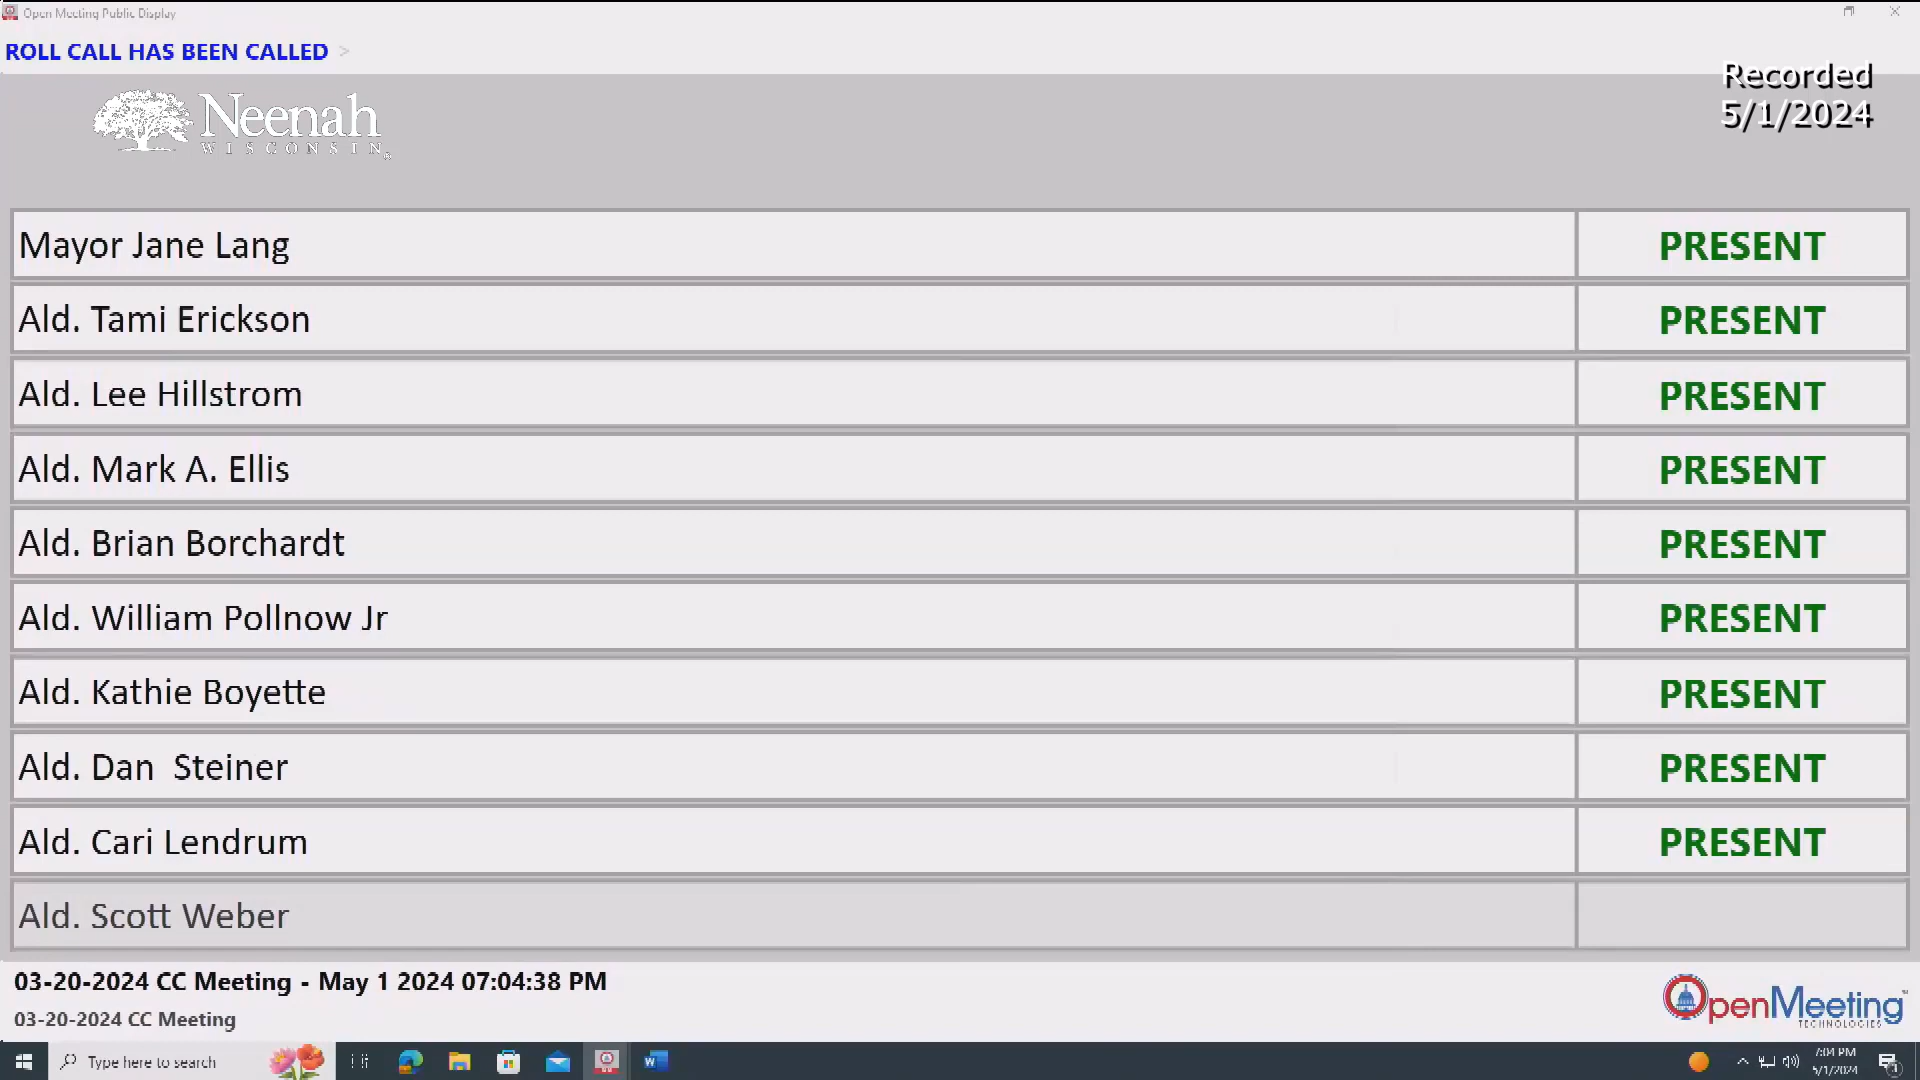 Open Meeting Public Display
ROLL CALL HAS BEEN CALLED >
Recorded
5/1/2024
Neenah
WISCONSIN
Mayor Jane Lang PRESENT
Ald. Tami Erickson PRESENT
Ald. Lee Hillstrom PRESENT
Ald. Mark A. Ellis PRESENT
Ald. Brian Borchardt PRESENT
Ald. William Pollnow Jr PRESENT
Ald. Kathie Boyette PRESENT
Ald. Dan  Steiner PRESENT
Ald. Cari Lendrum PRESENT
Ald. Scott Weber
03-20-2024 CC Meeting - May 1 2024 07:04:38 PM
03-20-2024 CC Meeting
OpenMeeting™
TECHNOLOGIES
Type here to search
7:04 PM
5/1/2024